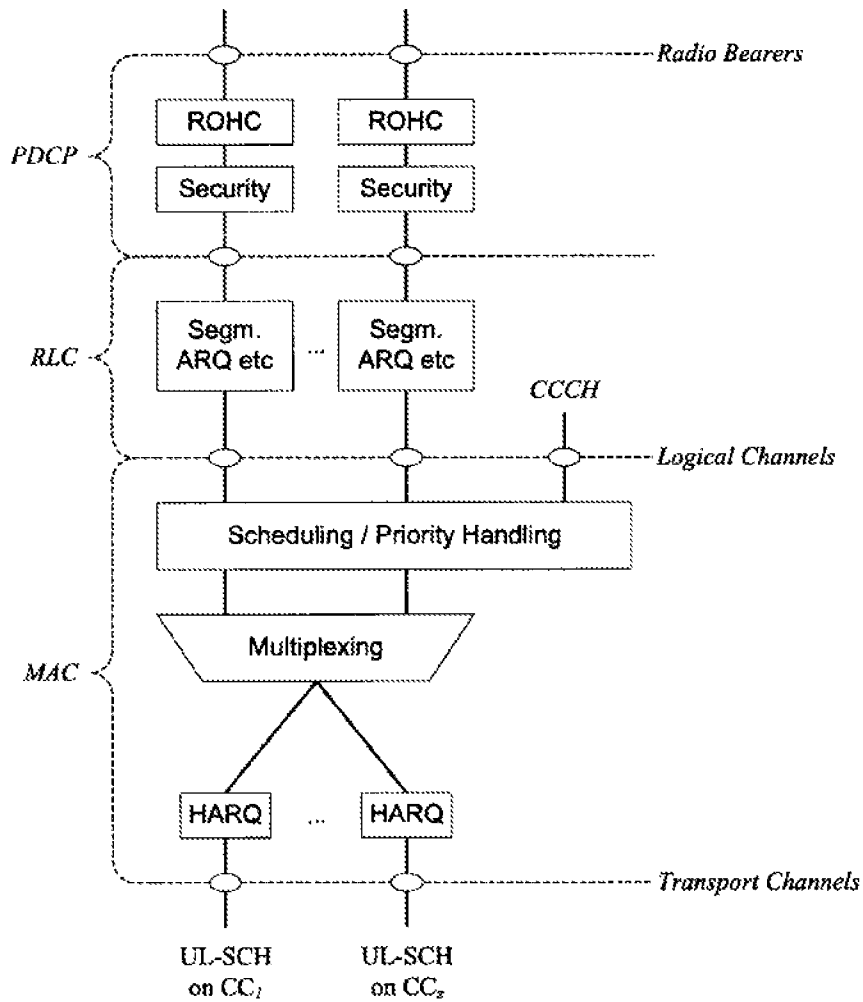 Radio Bearers
ROHC
ROHC
PDCP
Security
Security
Segm.
ARQ etc
...
Segm.
ARQ etc
RLC
CCCH
Logical Channels
Scheduling / Priority Handling
Multiplexing
MAC
HARQ
...
HARQ
Transport Channels
UL-SCH
on CC1
UL-SCH
on CCz